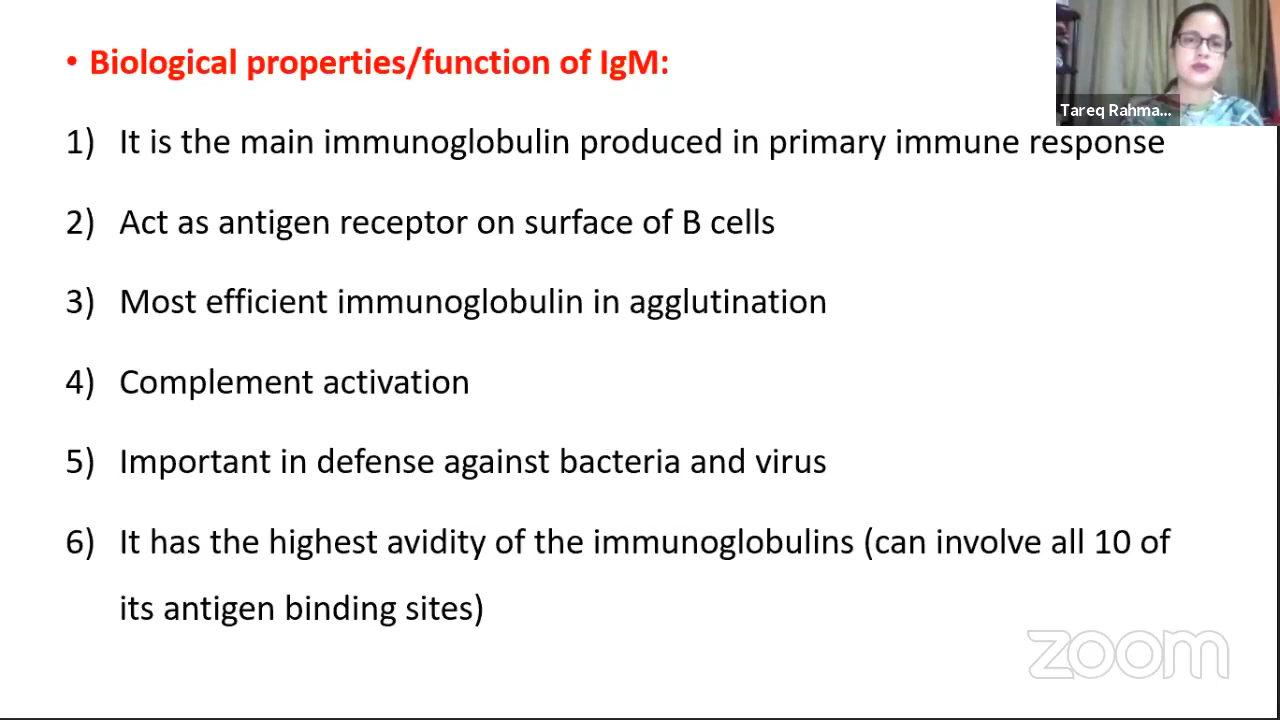 • Biological properties/function of IgM:
Tareq Rahma...
1) It is the main immunoglobulin produced in primary immune response
2) Act as antigen receptor on surface of B cells
3) Most efficient immunoglobulin in agglutination
4) Complement activation
5) Important in defense against bacteria and virus
6) It has the highest avidity of the immunoglobulins (can involve all 10 of
its antigen binding sites)
zoom